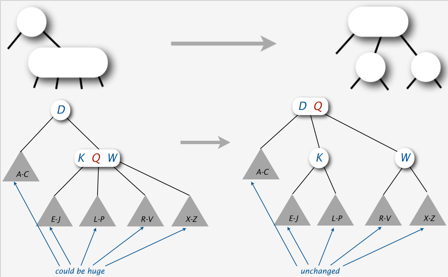 D
K Q W
A-C
E-J
L-P
R-V
X-Z
could be huge
D Q
K
W
A-C
E-J
L-P
R-V
X-Z
unchanged